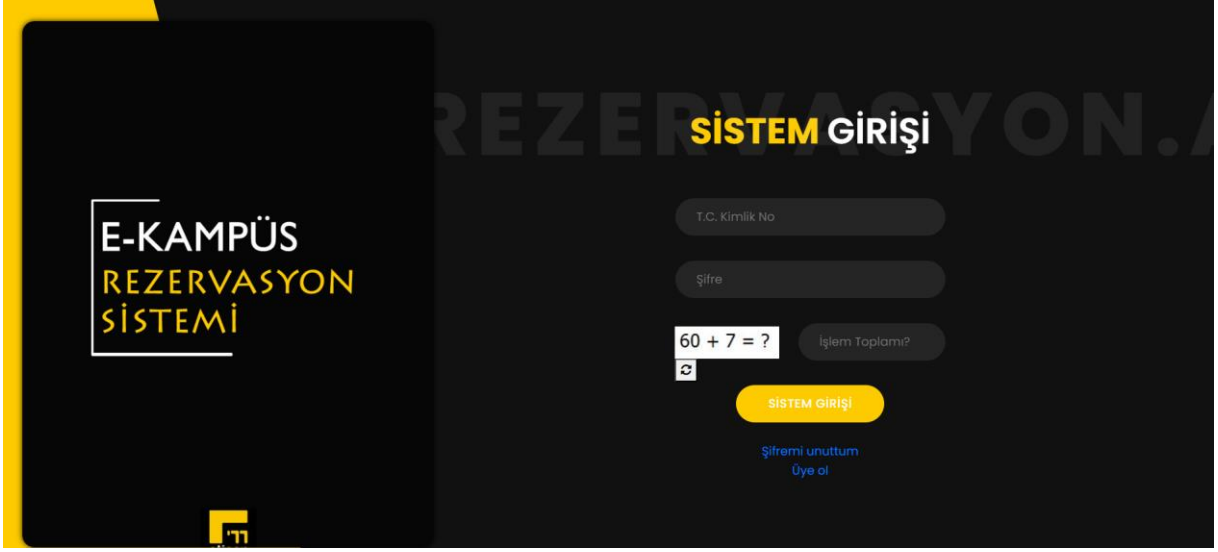 E-KAMPÜS
REZERVASYON
SİSTEMİ
'77
REZERVASYON.
SİSTEM GİRİŞİ
T.C. Kimlik No
Şifre
60 + 7 = ?
İşlem Toplamı?
SİSTEM GİRİŞİ
Şifremi unuttum
Üye ol